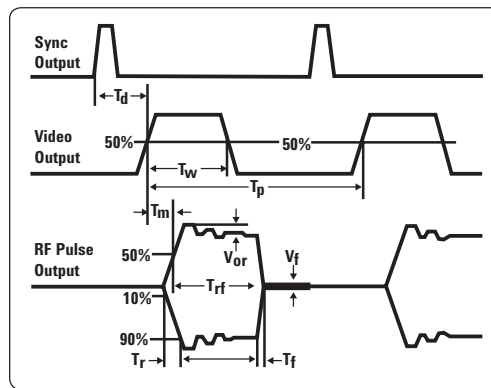 Sync
Output
Td
Video
Output
50%
50%
Tw
Tp
Tm
RF Pulse
Output
50%
Vor
Vf
Trf
10%
90%
Tr
Tf